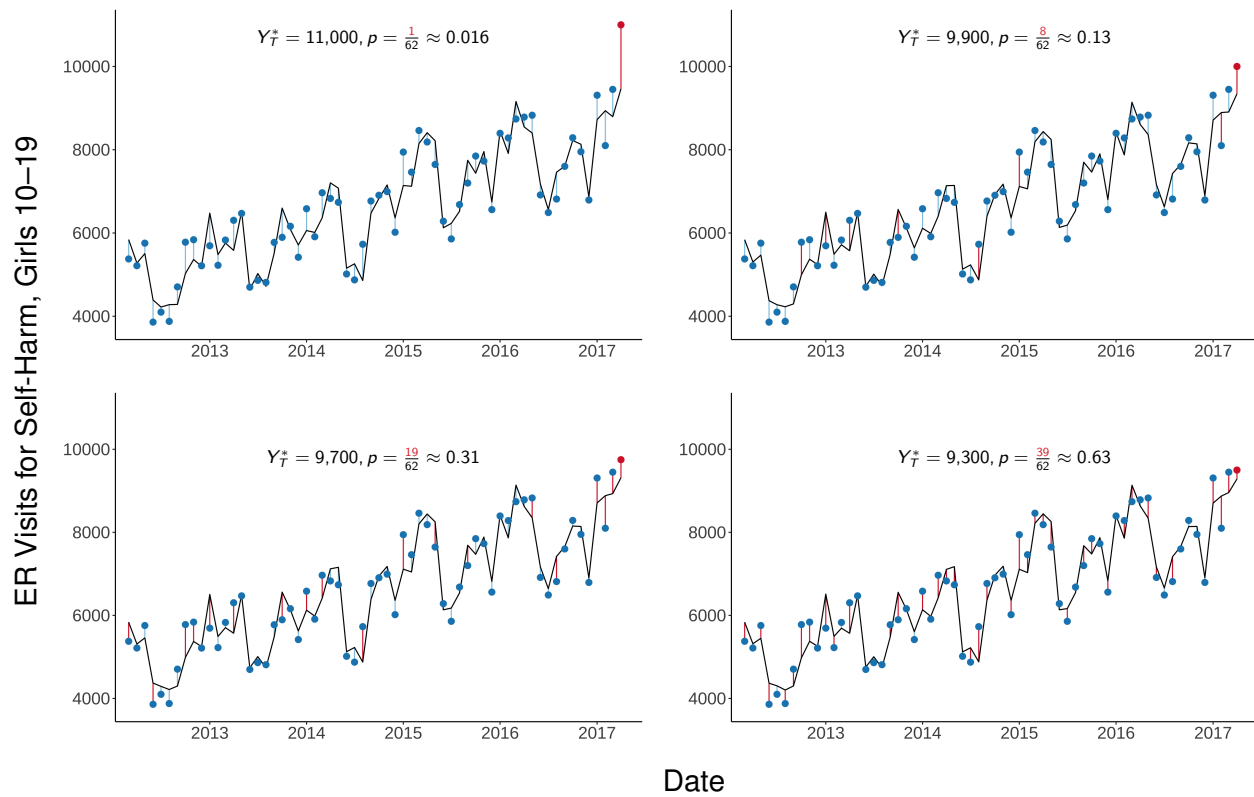 ER Visits for Self-Harm, Girls 10–19
Y*_T = 11,000, p = 1/62 ≈ 0.016
10000
8000
6000
4000
2013 2014 2015 2016 2017
Y*_T = 9,900, p = 8/62 ≈ 0.13
10000
8000
6000
4000
2013 2014 2015 2016 2017
Y*_T = 9,700, p = 19/62 ≈ 0.31
10000
8000
6000
4000
2013 2014 2015 2016 2017
Y*_T = 9,300, p = 39/62 ≈ 0.63
10000
8000
6000
4000
2013 2014 2015 2016 2017
Date